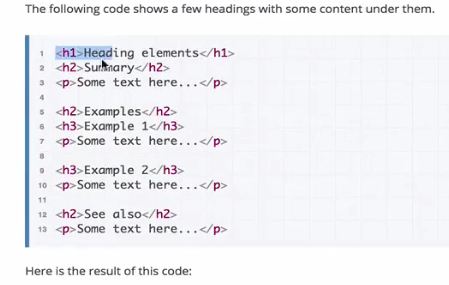 The following code shows a few headings with some content under them.
1 <h1>Heading elements</h1>
2 <h2>Summary</h2>
3 <p>Some text here...</p>
4
5 <h2>Examples</h2>
6 <h3>Example 1</h3>
7 <p>Some text here...</p>
8
9 <h3>Example 2</h3>
10 <p>Some text here...</p>
11
12 <h2>See also</h2>
13 <p>Some text here...</p>
Here is the result of this code: